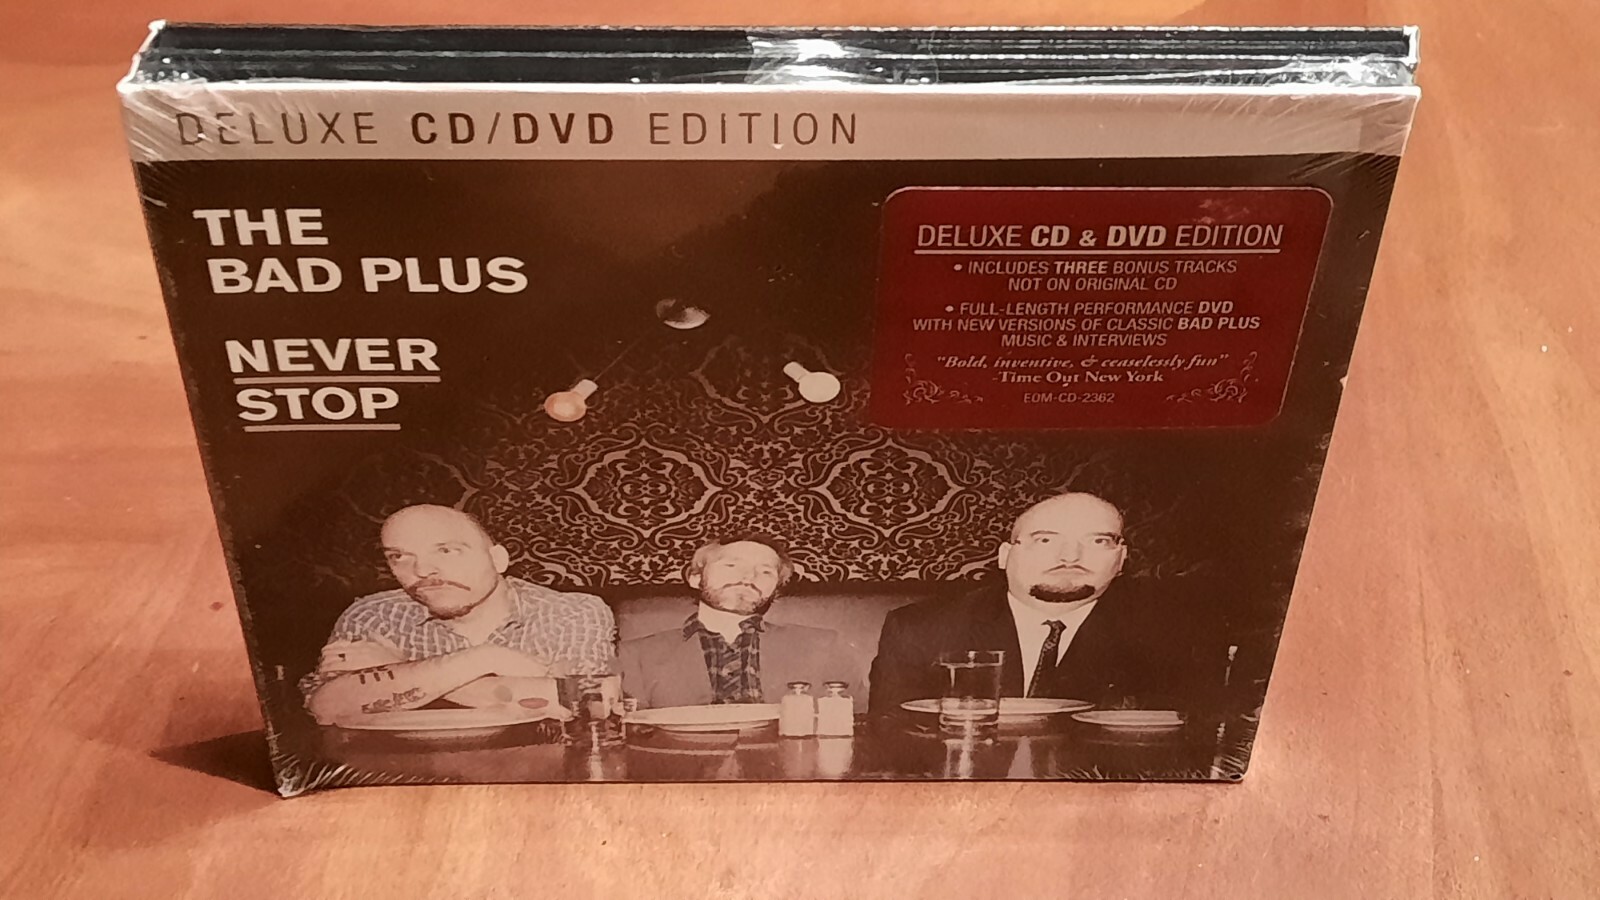 DELUXE CD/DVD EDITION
THE
BAD PLUS
NEVER
STOP
DELUXE CD & DVD EDITION
• INCLUDES THREE BONUS TRACKS
NOT ON ORIGINAL CD
• FULL-LENGTH PERFORMANCE DVD
WITH NEW VERSIONS OF CLASSIC BAD PLUS
MUSIC & INTERVIEWS
"Bold, inventive, & ceaselessly fun"
-Time Out New York
EOM-CD-2362